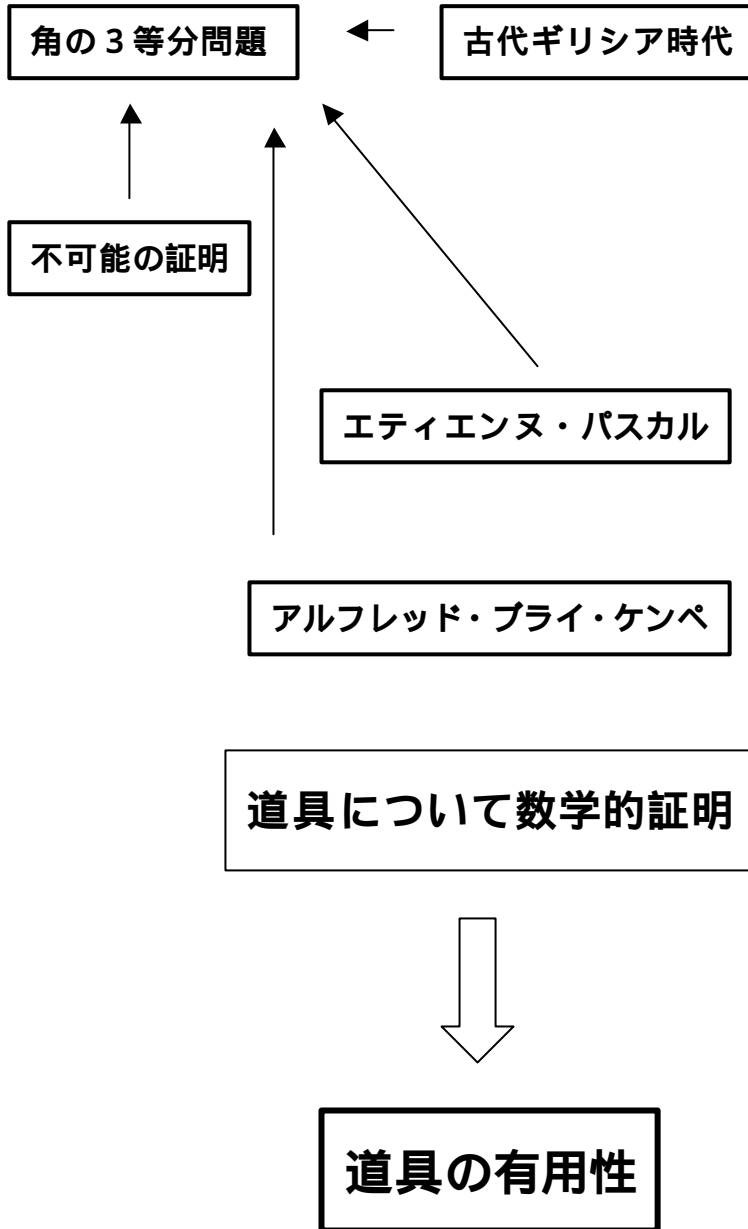 角の３等分問題
古代ギリシア時代
不可能の証明
エティエンヌ・パスカル
アルフレッド・ブライ・ケンペ
道具について数学的証明
道具の有用性